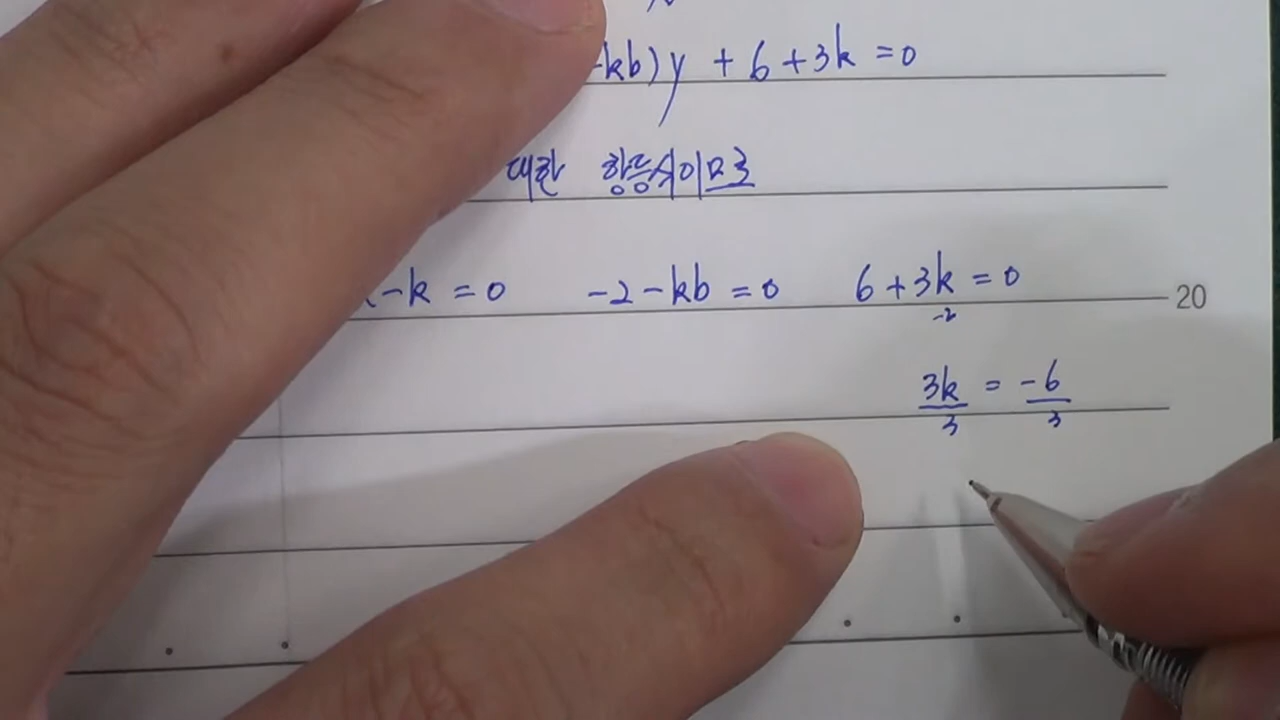 -kb)y + 6 + 3k = 0
대한 항등식이므로
-k = 0 -2-kb = 0 6+3k = 0 20
-2
3k/3 = -6/3